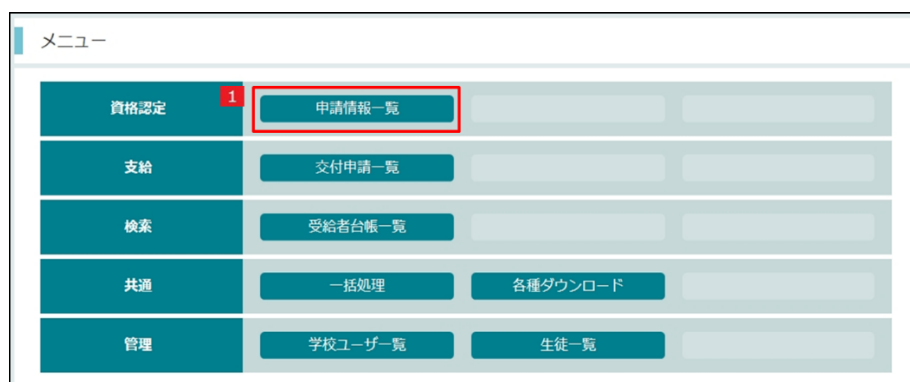 メニュー
資格認定 1 申請情報一覧
支給 交付申請一覧
検索 受給者台帳一覧
共通 一括処理 各種ダウンロード
管理 学校ユーザ一覧 生徒一覧